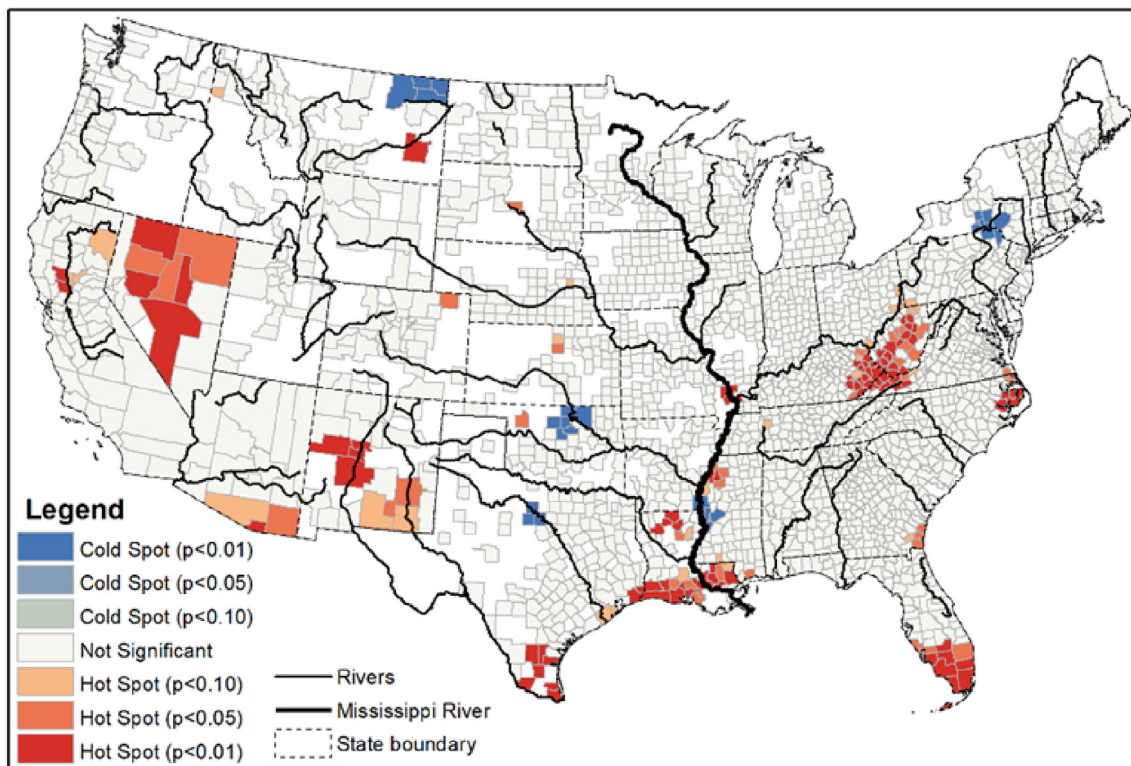 Legend
Cold Spot (p<0.01)
Cold Spot (p<0.05)
Cold Spot (p<0.10)
Not Significant
Hot Spot (p<0.10)
Hot Spot (p<0.05)
Hot Spot (p<0.01)
Rivers
Mississippi River
State boundary